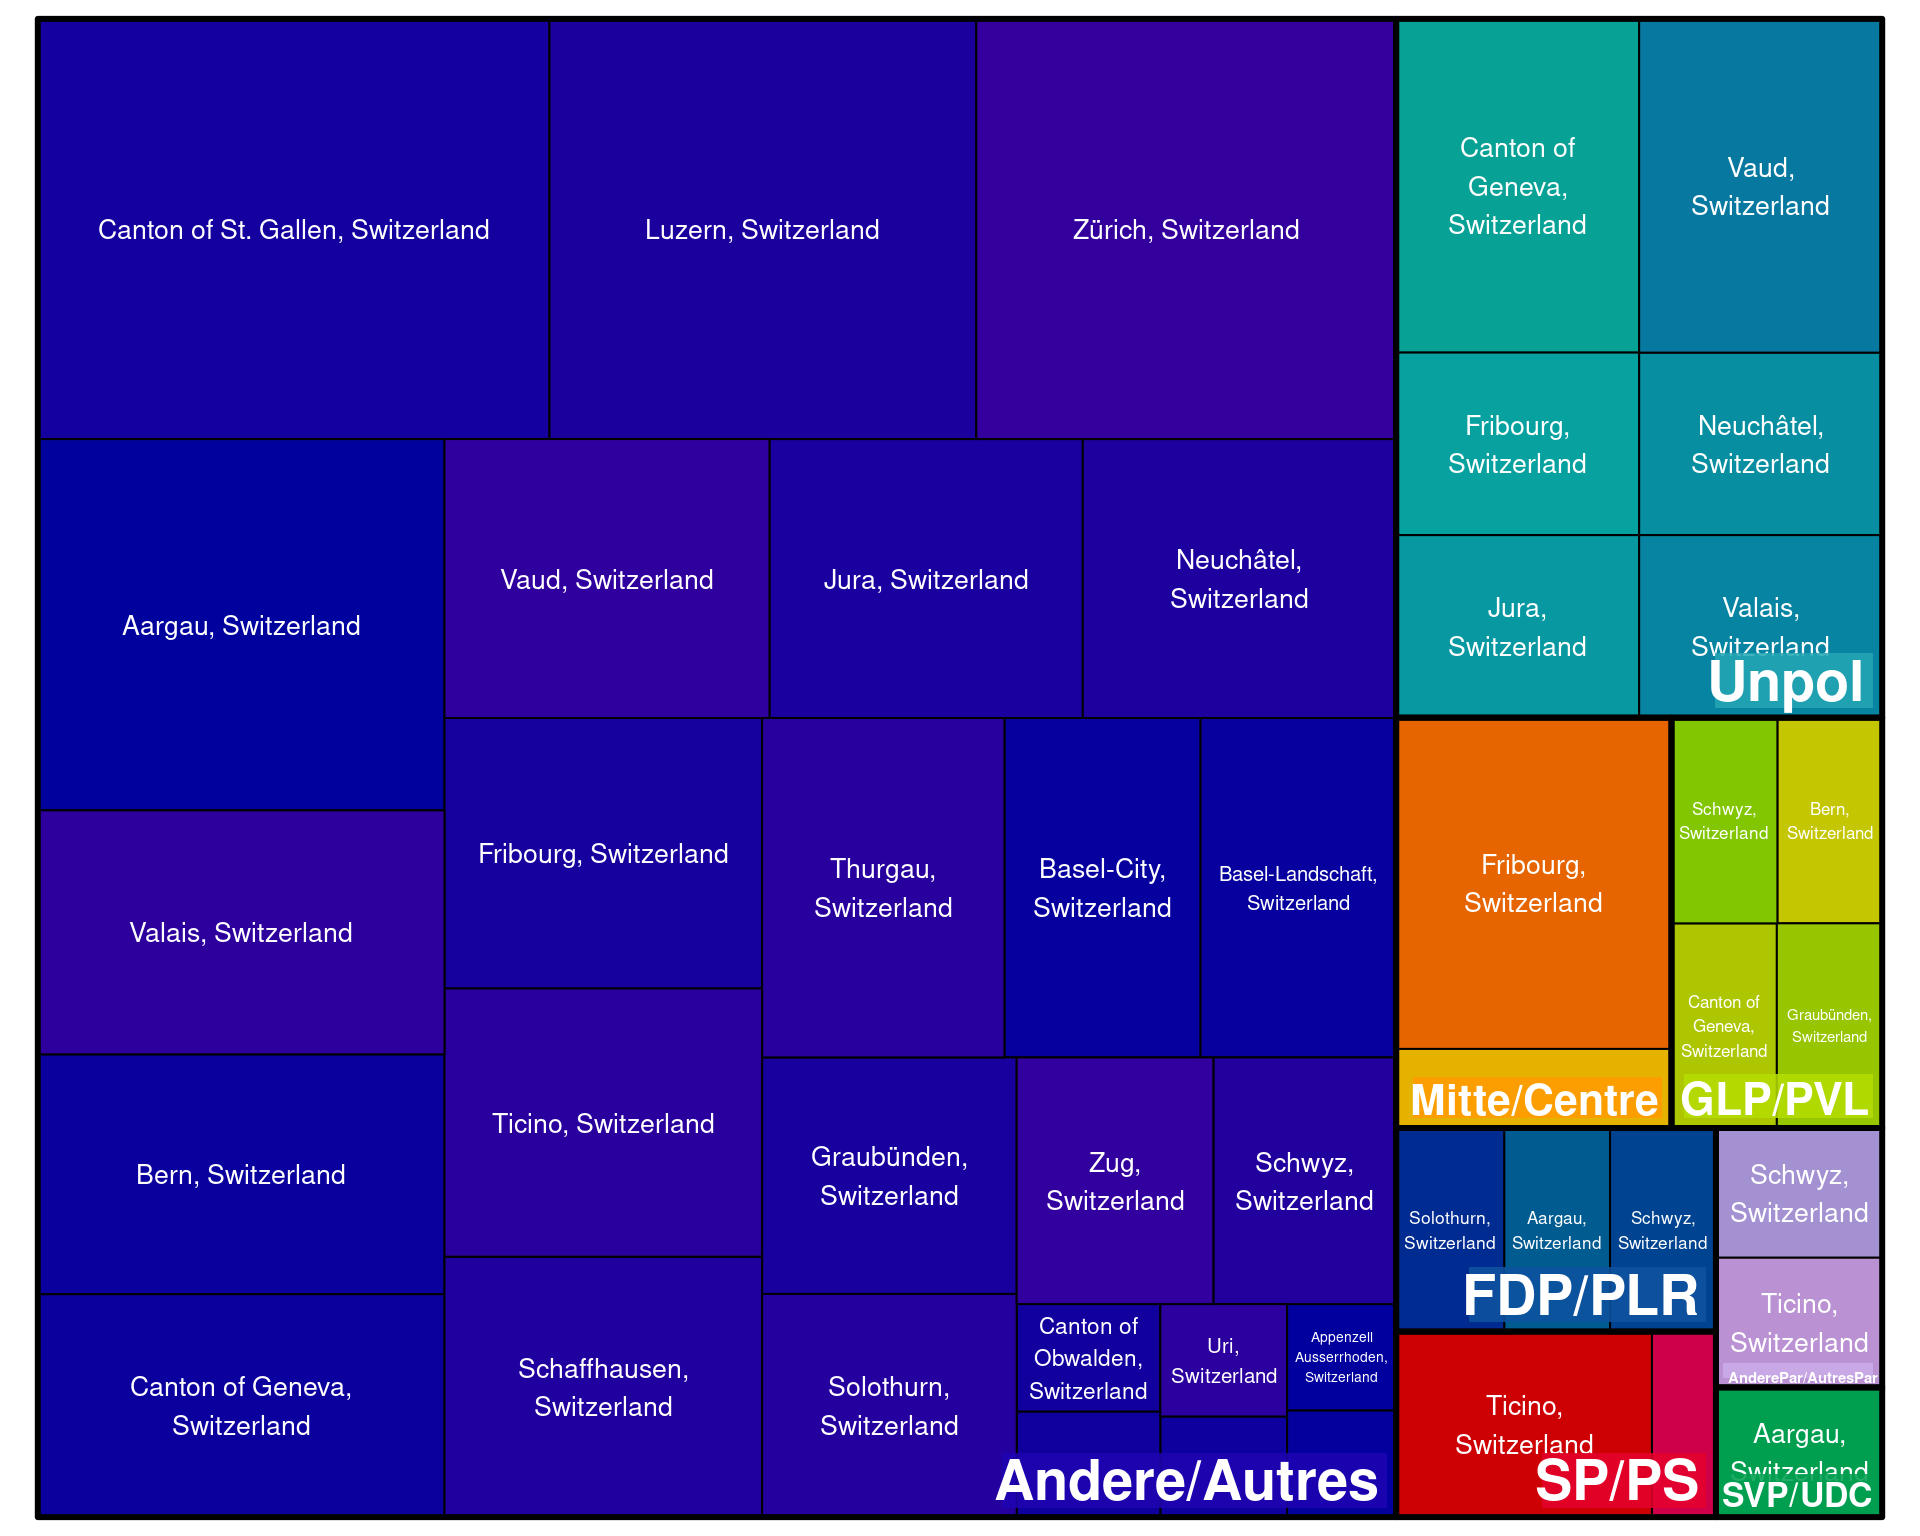 Canton of St. Gallen, Switzerland
Luzern, Switzerland
Zürich, Switzerland
Aargau, Switzerland
Vaud, Switzerland
Jura, Switzerland
Neuchâtel,
Switzerland
Valais, Switzerland
Fribourg, Switzerland
Thurgau,
Switzerland
Basel-City,
Switzerland
Basel-Landschaft,
Switzerland
Bern, Switzerland
Ticino, Switzerland
Graubünden,
Switzerland
Zug,
Switzerland
Schwyz,
Switzerland
Canton of Geneva,
Switzerland
Schaffhausen,
Switzerland
Solothurn,
Switzerland
Canton of
Obwalden,
Switzerland
Uri,
Switzerland
Appenzell
Ausserrhoden,
Switzerland
Andere/Autres
Canton of
Geneva,
Switzerland
Vaud,
Switzerland
Fribourg,
Switzerland
Neuchâtel,
Switzerland
Jura,
Switzerland
Valais,
Switzerland
Unpol
Fribourg,
Switzerland
Mitte/Centre
Schwyz,
Switzerland
Bern,
Switzerland
Canton of
Geneva,
Switzerland
Graubünden,
Switzerland
GLP/PVL
Solothurn,
Switzerland
Aargau,
Switzerland
Schwyz,
Switzerland
FDP/PLR
Schwyz,
Switzerland
Ticino,
Switzerland
AnderePar/AutresPar
Ticino,
Switzerland
SP/PS
Aargau,
Switzerland
SVP/UDC